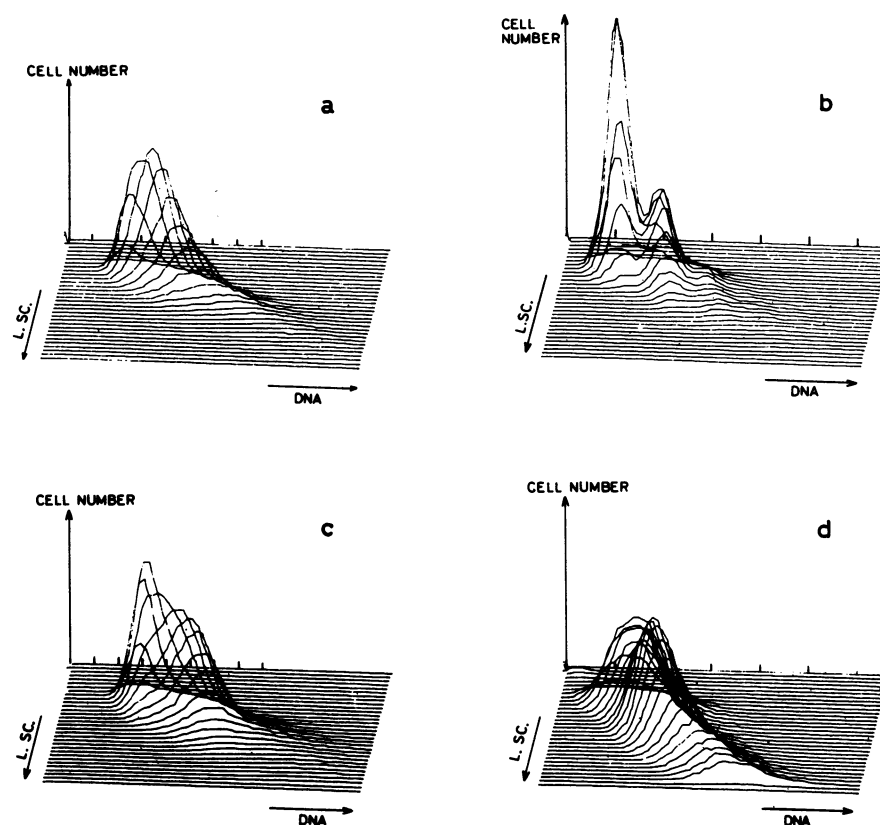 CELL NUMBER
a
L. SC.
DNA
CELL
NUMBER
b
L.SC.
DNA
CELL NUMBER
c
L. SC.
DNA
CELL NUMBER
d
L. SC.
DNA